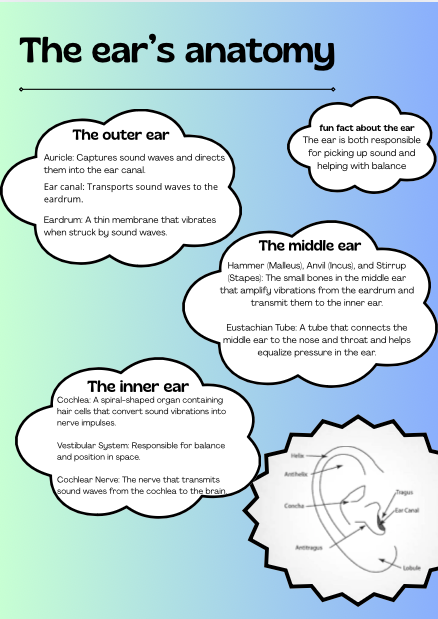 The ear's anatomy
The outer ear
Auricle: Captures sound waves and directs
them into the ear canal.
Ear canal: Transports sound waves to the
eardrum.
Eardrum: A thin membrane that vibrates
when struck by sound waves.
fun fact about the ear
The ear is both responsible
for picking up sound and
helping with balance
The middle ear
Hammer (Malleus), Anvil (Incus), and Stirrup
(Stapes): The small bones in the middle ear
that amplify vibrations from the eardrum and
transmit them to the inner ear.
Eustachian Tube: A tube that connects the
middle ear to the nose and throat and helps
equalize pressure in the ear.
The inner ear
Cochlea: A spiral-shaped organ containing
hair cells that convert sound vibrations into
nerve impulses.
Vestibular System: Responsible for balance
and position in space.
Cochlear Nerve: The nerve that transmits
sound waves from the cochlea to the brain.
Helix
Antihelix
Concha
Antitragus
Tragus
Ear Canal
Lobule